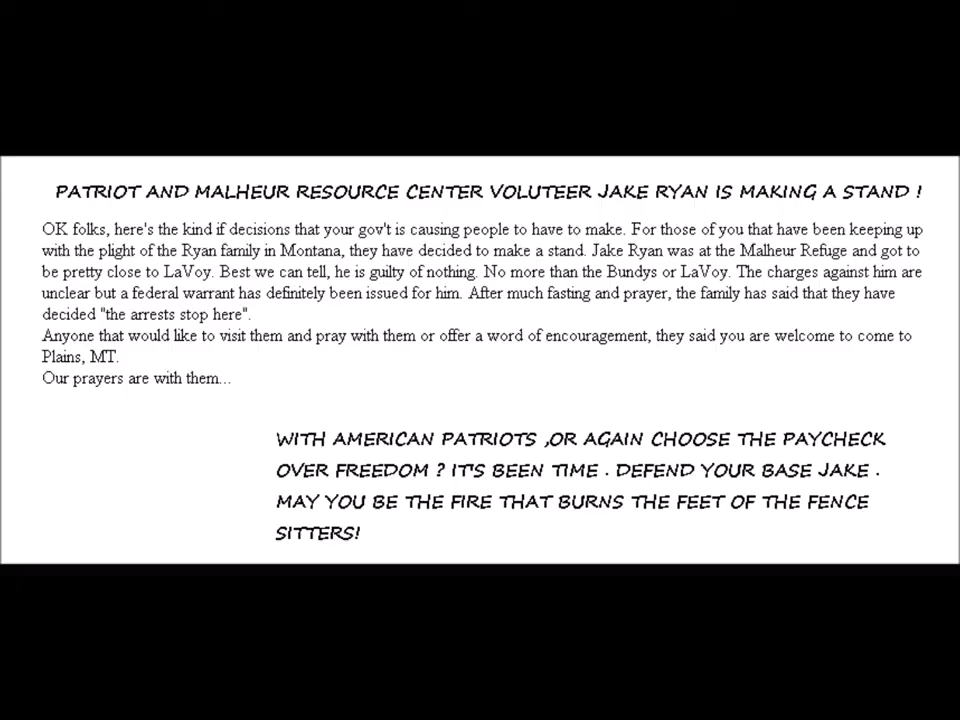 PATRIOT AND MALHEUR RESOURCE CENTER VOLUTEER JAKE RYAN IS MAKING A STAND !
OK folks, here's the kind if decisions that your gov't is causing people to have to make. For those of you that have been keeping up
with the plight of the Ryan family in Montana, they have decided to make a stand. Jake Ryan was at the Malheur Refuge and got to
be pretty close to LaVoy. Best we can tell, he is guilty of nothing. No more than the Bundys or LaVoy. The charges against him are
unclear but a federal warrant has definitely been issued for him. After much fasting and prayer, the family has said that they have
decided "the arrests stop here".
Anyone that would like to visit them and pray with them or offer a word of encouragement, they said you are welcome to come to
Plains, MT.
Our prayers are with them...
WITH AMERICAN PATRIOTS ,OR AGAIN CHOOSE THE PAYCHECK
OVER FREEDOM ? IT'S BEEN TIME . DEFEND YOUR BASE JAKE .
MAY YOU BE THE FIRE THAT BURNS THE FEET OF THE FENCE
SITTERS!